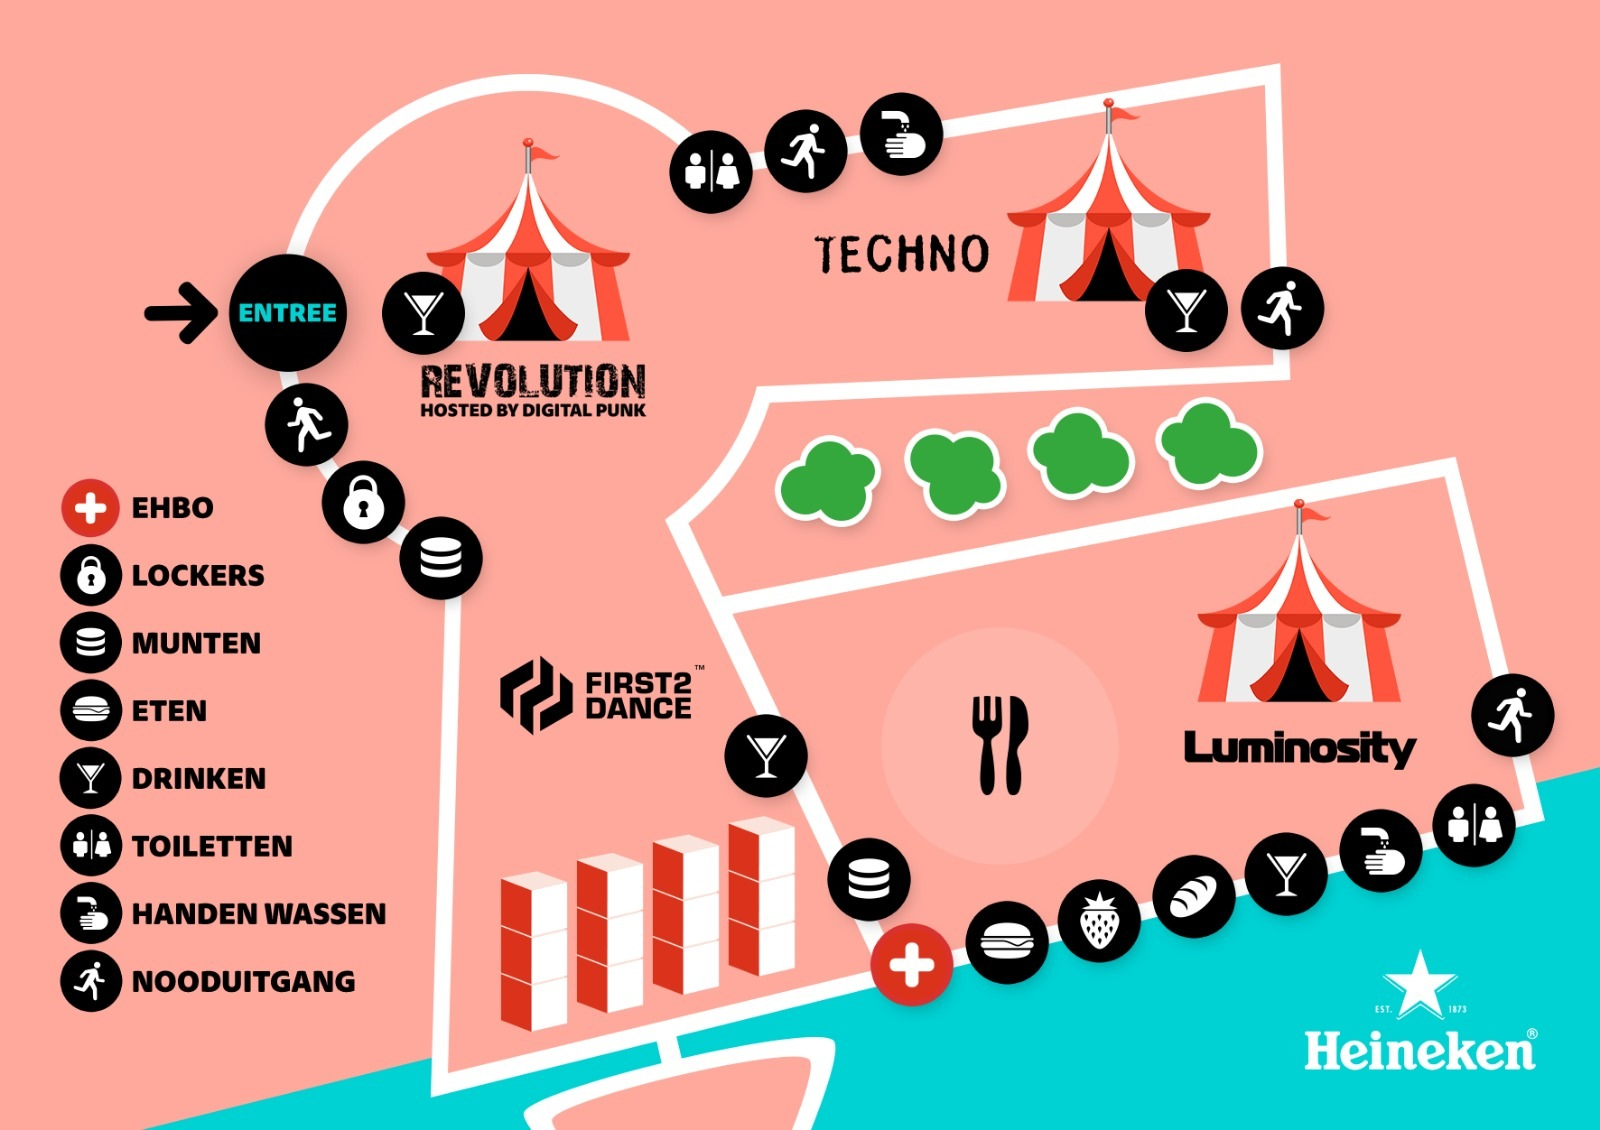 TECHNO
ENTREE
REVOLUTION
HOSTED BY DIGITAL PUNK
EHBO
LOCKERS
MUNTEN
ETEN
DRINKEN
TOILETTEN
HANDEN WASSEN
NOODUITGANG
FIRST2 ™
DANCE
Luminosity
EST. 1873
Heineken®